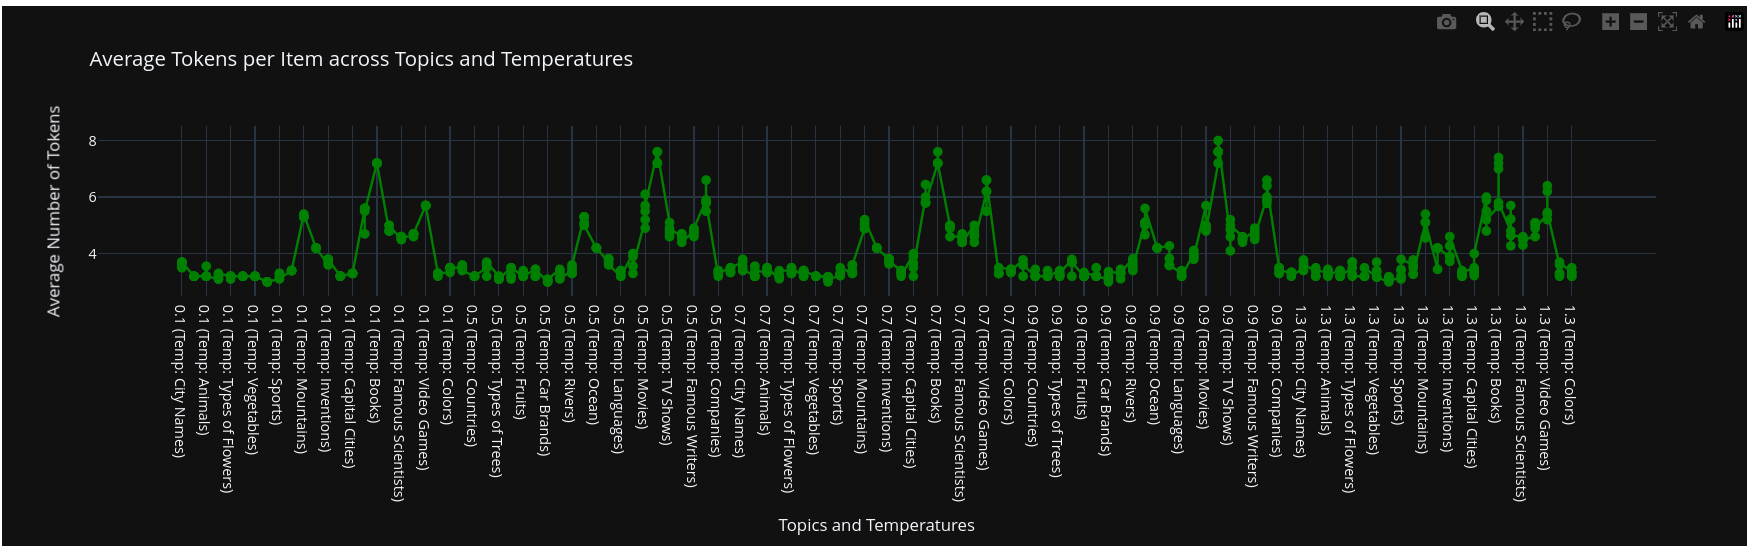 Average Tokens per Item across Topics and Temperatures
Average Number of Tokens
8
6
4
0.1 (Temp: City Names)
0.1 (Temp: Animals)
0.1 (Temp: Types of Flowers)
0.1 (Temp: Vegetables)
0.1 (Temp: Sports)
0.1 (Temp: Mountains)
0.1 (Temp: Inventions)
0.1 (Temp: Capital Cities)
0.1 (Temp: Books)
0.1 (Temp: Famous Scientists)
0.1 (Temp: Video Games)
0.1 (Temp: Colors)
0.5 (Temp: Countries)
0.5 (Temp: Types of Trees)
0.5 (Temp: Fruits)
0.5 (Temp: Car Brands)
0.5 (Temp: Rivers)
0.5 (Temp: Ocean)
0.5 (Temp: Languages)
0.5 (Temp: Movies)
0.5 (Temp: TV Shows)
0.5 (Temp: Famous Writers)
0.5 (Temp: Companies)
0.7 (Temp: City Names)
0.7 (Temp: Animals)
0.7 (Temp: Types of Flowers)
0.7 (Temp: Vegetables)
0.7 (Temp: Sports)
0.7 (Temp: Mountains)
0.7 (Temp: Inventions)
0.7 (Temp: Capital Cities)
0.7 (Temp: Books)
0.7 (Temp: Famous Scientists)
0.7 (Temp: Video Games)
0.7 (Temp: Colors)
0.9 (Temp: Countries)
0.9 (Temp: Types of Trees)
0.9 (Temp: Fruits)
0.9 (Temp: Car Brands)
0.9 (Temp: Rivers)
0.9 (Temp: Ocean)
0.9 (Temp: Languages)
0.9 (Temp: Movies)
0.9 (Temp: TV Shows)
0.9 (Temp: Famous Writers)
0.9 (Temp: Companies)
1.3 (Temp: City Names)
1.3 (Temp: Animals)
1.3 (Temp: Types of Flowers)
1.3 (Temp: Vegetables)
1.3 (Temp: Sports)
1.3 (Temp: Mountains)
1.3 (Temp: Inventions)
1.3 (Temp: Capital Cities)
1.3 (Temp: Books)
1.3 (Temp: Famous Scientists)
1.3 (Temp: Video Games)
1.3 (Temp: Colors)
Topics and Temperatures